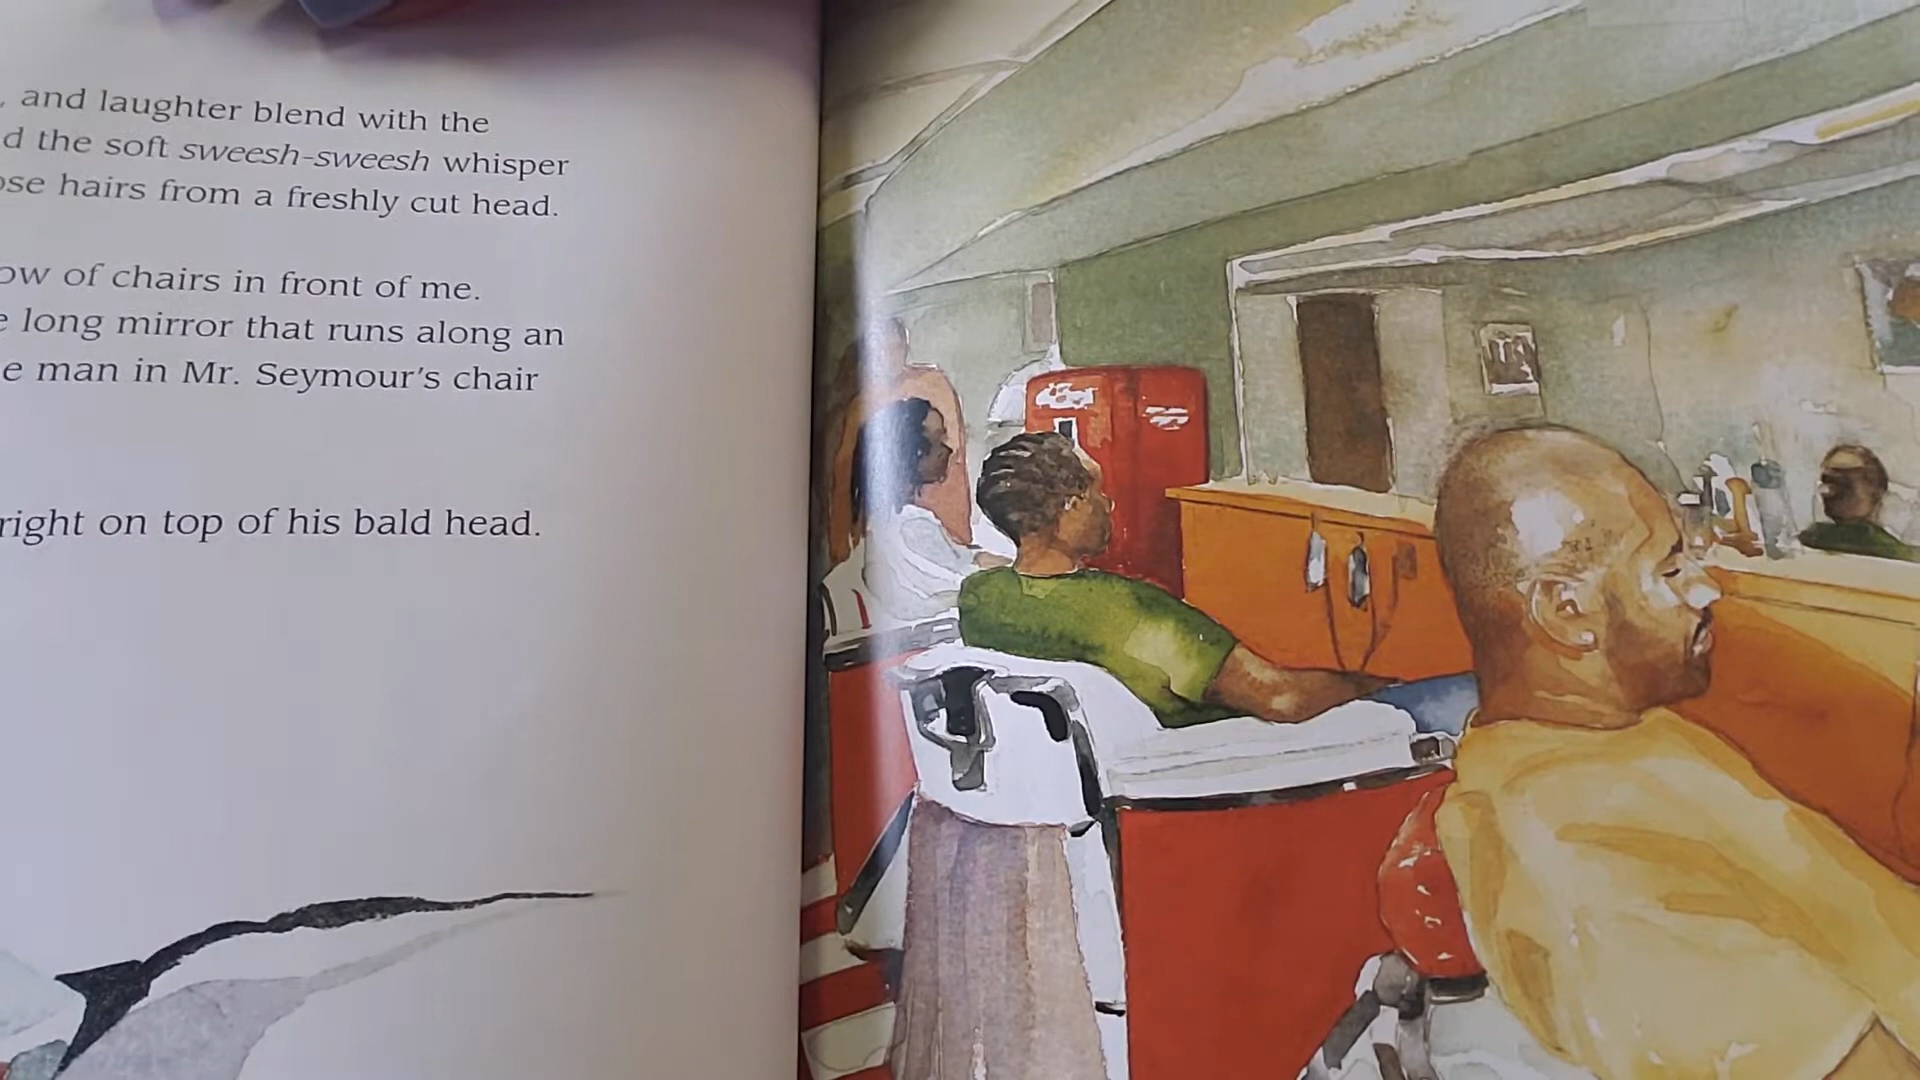 , and laughter blend with the
d the soft sweesh-sweesh whisper
ose hairs from a freshly cut head.
ow of chairs in front of me.
e long mirror that runs along an
e man in Mr. Seymour's chair
right on top of his bald head.